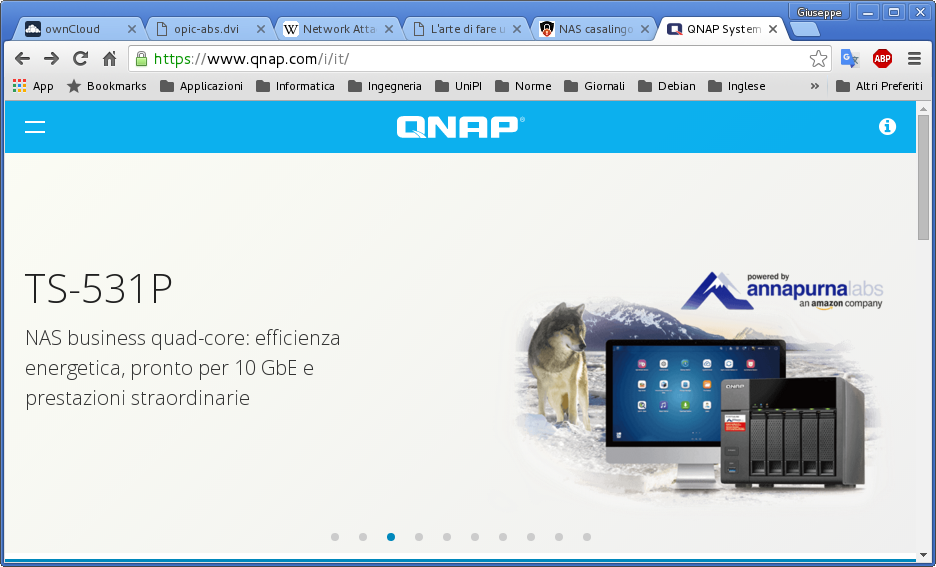 Giuseppe
ownCloud
opic-abs.dvi
Network Atta
L'arte di fare u
NAS casalingo
QNAP System
https://www.qnap.com/i/it/
ABP
App
Bookmarks
Applicazioni
Informatica
Ingegneria
UniPI
Norme
Giornali
Debian
Inglese
»
Altri Preferiti
QNAP
TS-531P
NAS business quad-core: efficienza
energetica, pronto per 10 GbE e
prestazioni straordinarie
powered by
annapurnalabs
an amazon company
QNAP